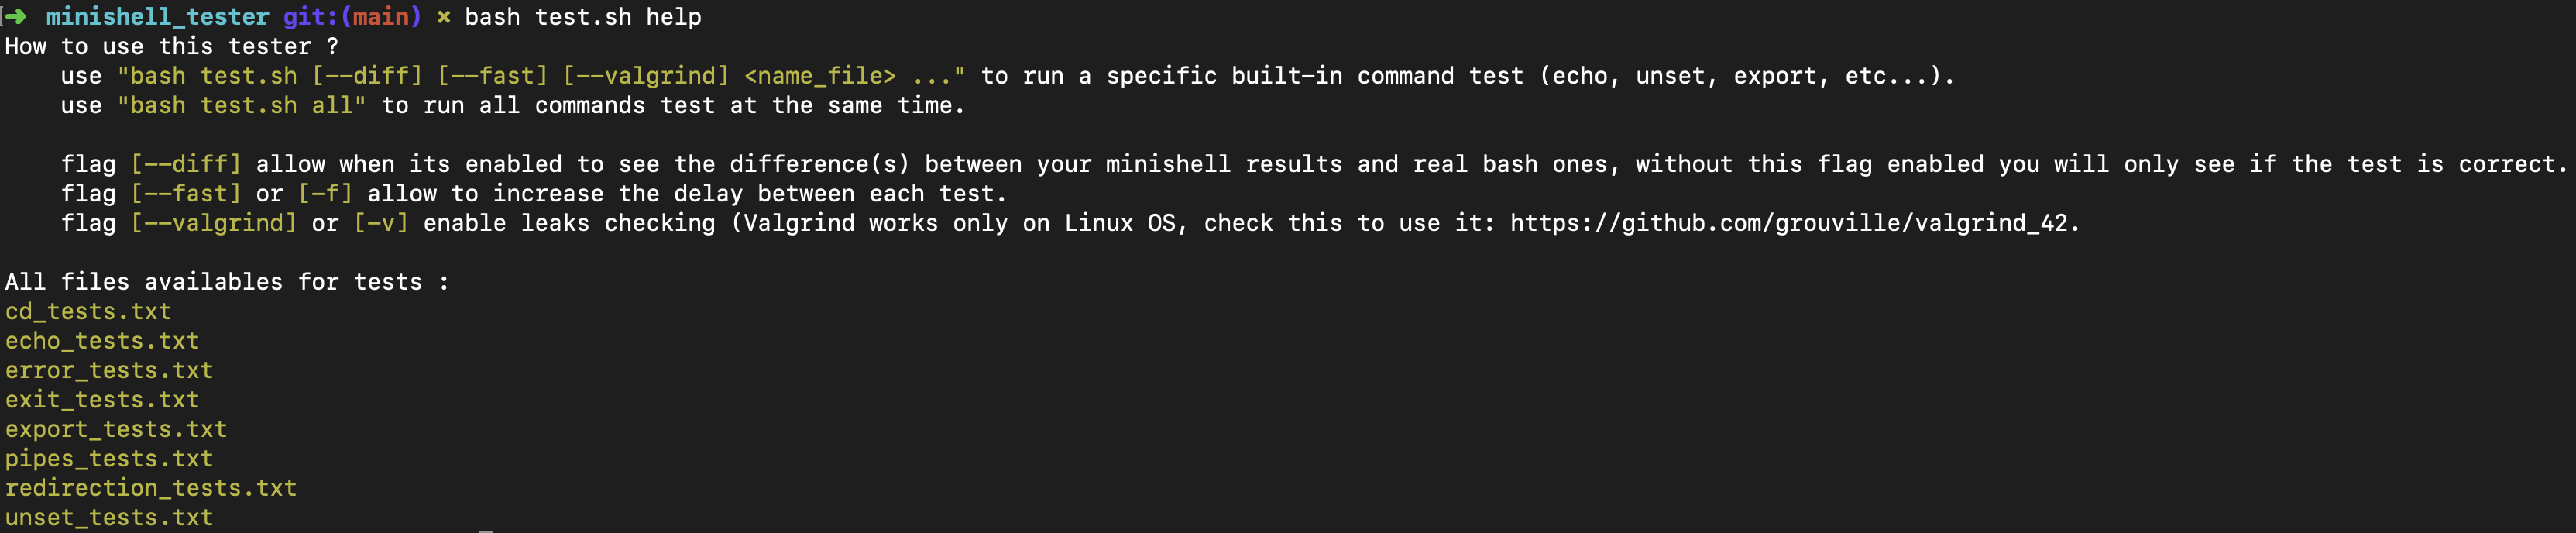 ➜ minishell_tester git:(main) ✗ bash test.sh help
How to use this tester ?
use "bash test.sh [--diff] [--fast] [--valgrind] <name_file> ..." to run a specific built-in command test (echo, unset, export, etc...).
use "bash test.sh all" to run all commands test at the same time.
flag [--diff] allow when its enabled to see the difference(s) between your minishell results and real bash ones, without this flag enabled you will only see if the test is correct.
flag [--fast] or [-f] allow to increase the delay between each test.
flag [--valgrind] or [-v] enable leaks checking (Valgrind works only on Linux OS, check this to use it: https://github.com/grouville/valgrind_42.
All files availables for tests :
cd_tests.txt
echo_tests.txt
error_tests.txt
exit_tests.txt
export_tests.txt
pipes_tests.txt
redirection_tests.txt
unset_tests.txt